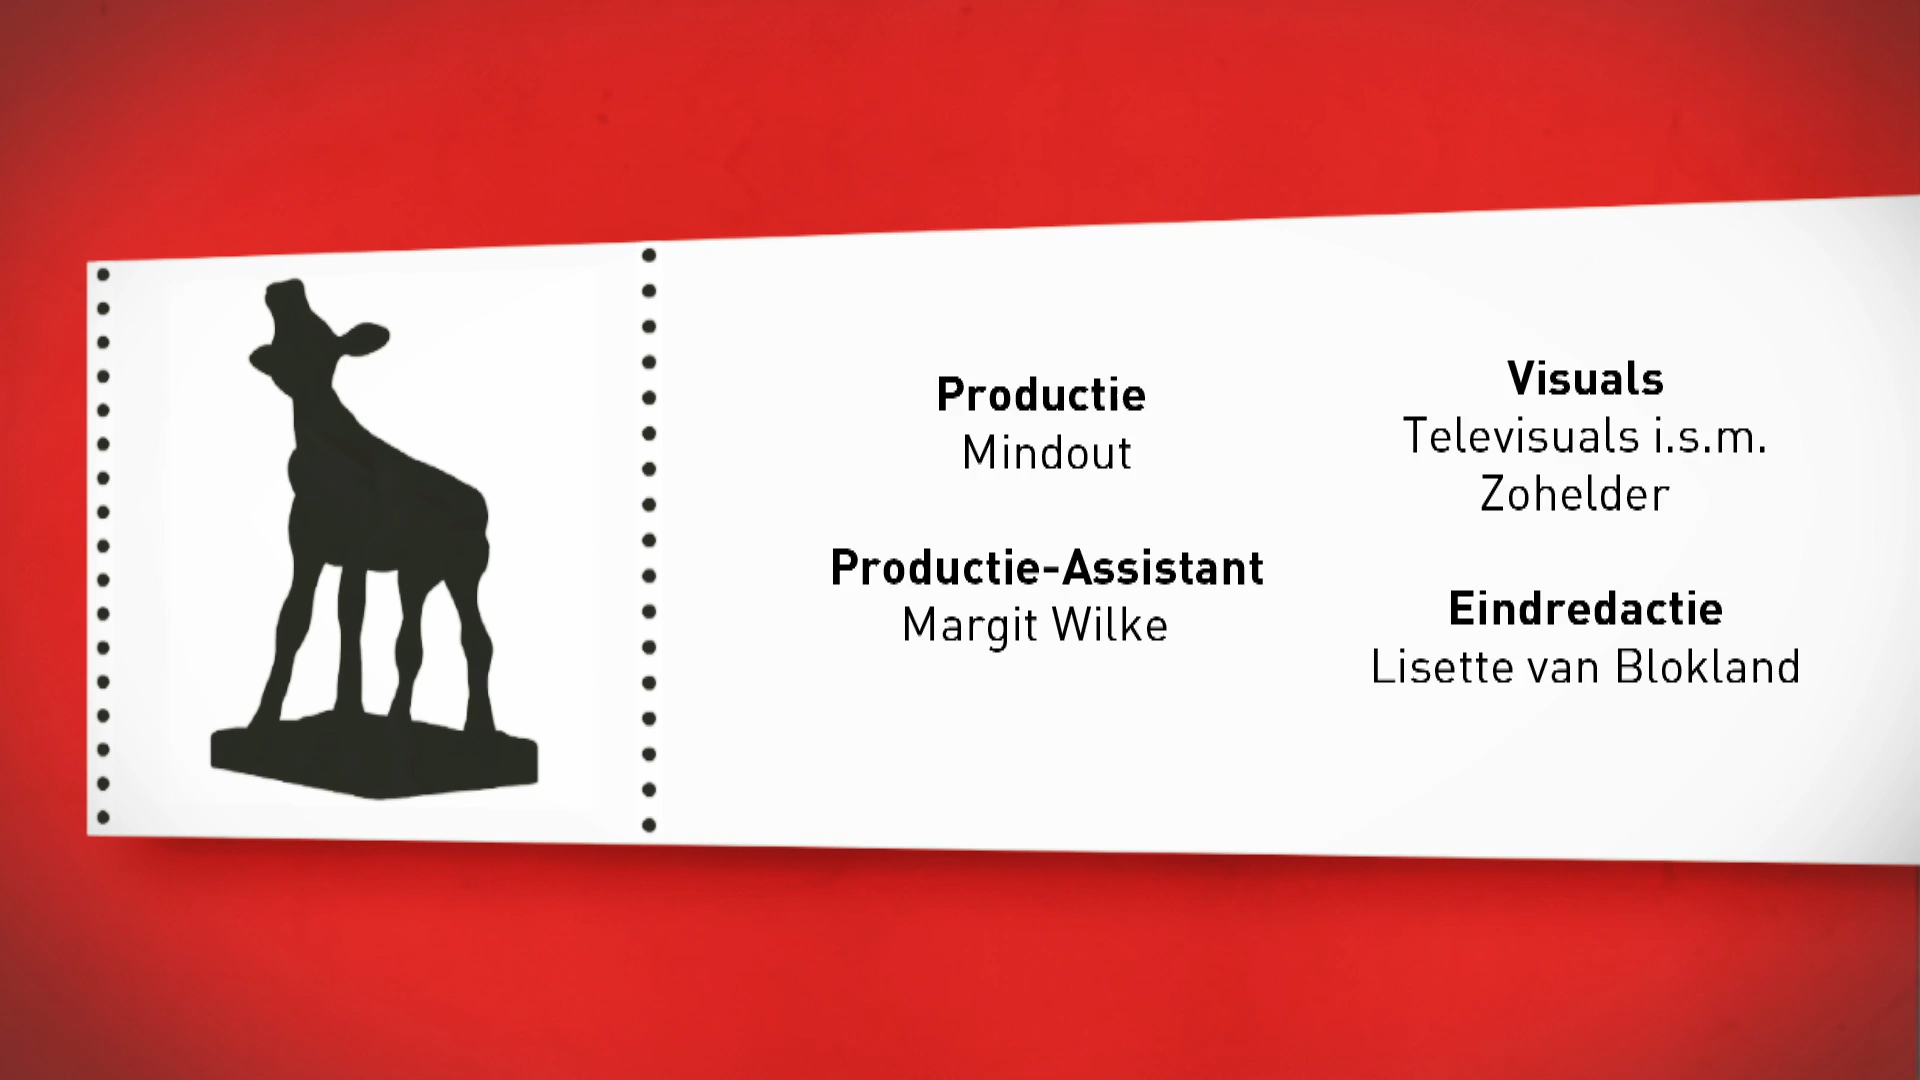 Productie
Mindout
Productie-Assistant
Margit Wilke
Visuals
Televisuals i.s.m.
Zohelder
Eindredactie
Lisette van Blokland